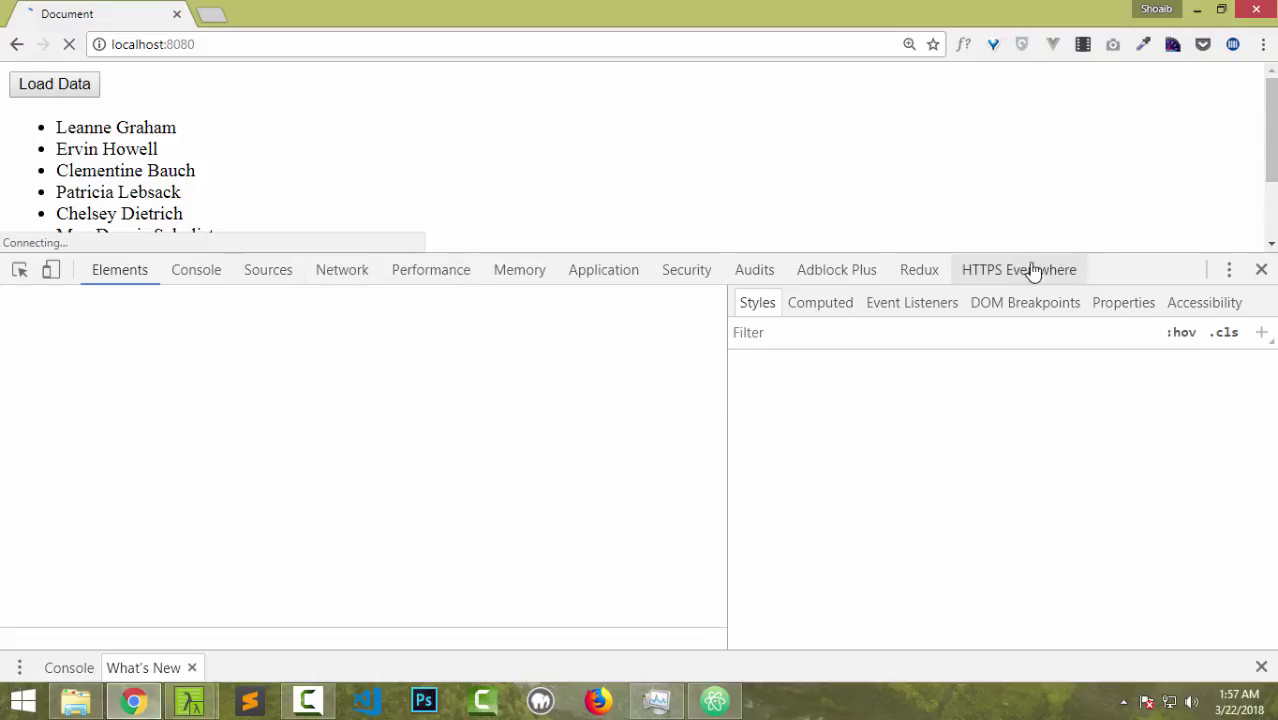 Document
Shoaib
localhost:8080
Load Data
Leanne Graham
Ervin Howell
Clementine Bauch
Patricia Lebsack
Chelsey Dietrich
Connecting...
Elements Console Sources Network Performance Memory Application Security Audits Adblock Plus Redux HTTPS Everywhere
Styles Computed Event Listeners DOM Breakpoints Properties Accessibility
Filter :hov .cls
Console What's New
Ps
1:57 AM
3/22/2018